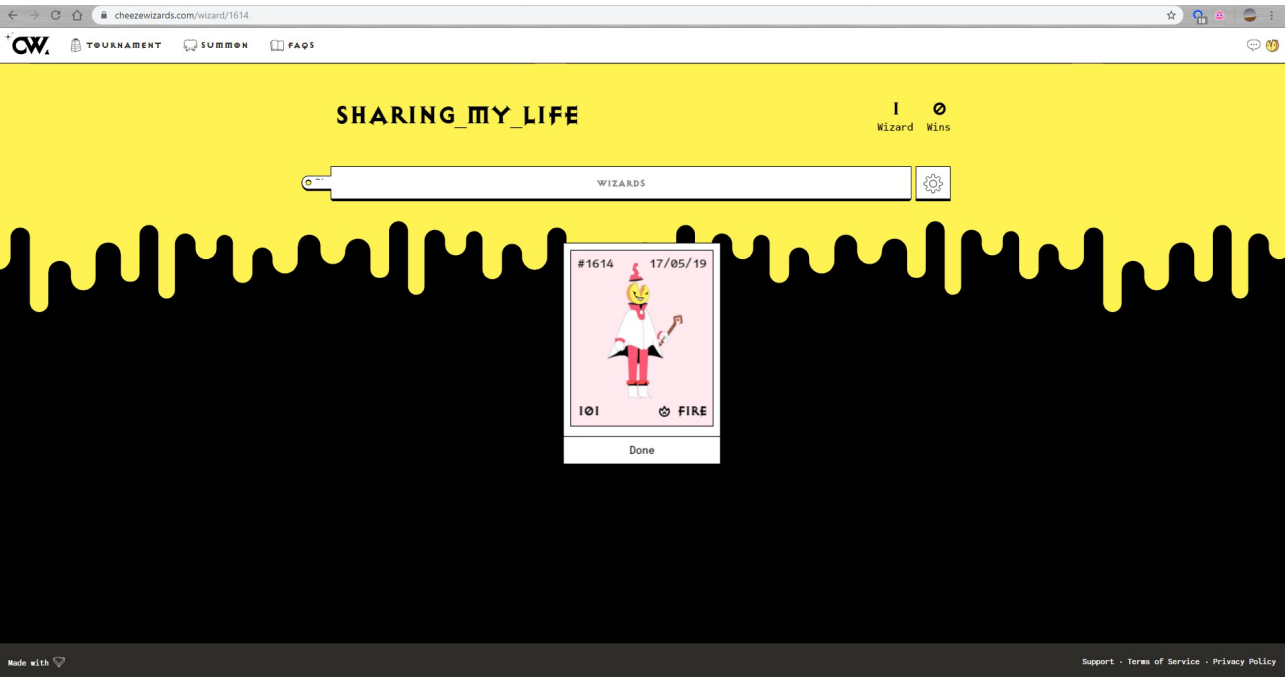 cheezewizards.com/wizard/1614
CW.
TOURNAMENT
SUMMON
FAQS
SHARING_MY_LIFE
1 0
Wizard Wins
WIZARDS
#1614 17/05/19
101 FIRE
Done
Made with
Support · Terms of Service · Privacy Policy